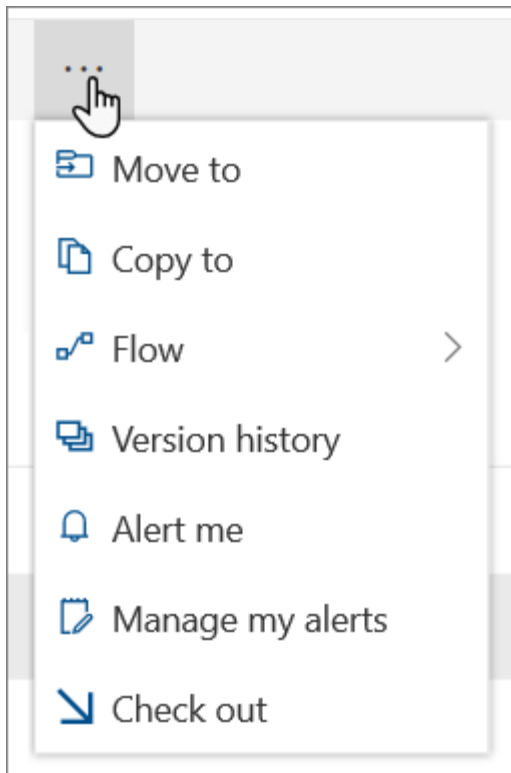 ...
Move to
Copy to
Flow
Version history
Alert me
Manage my alerts
Check out